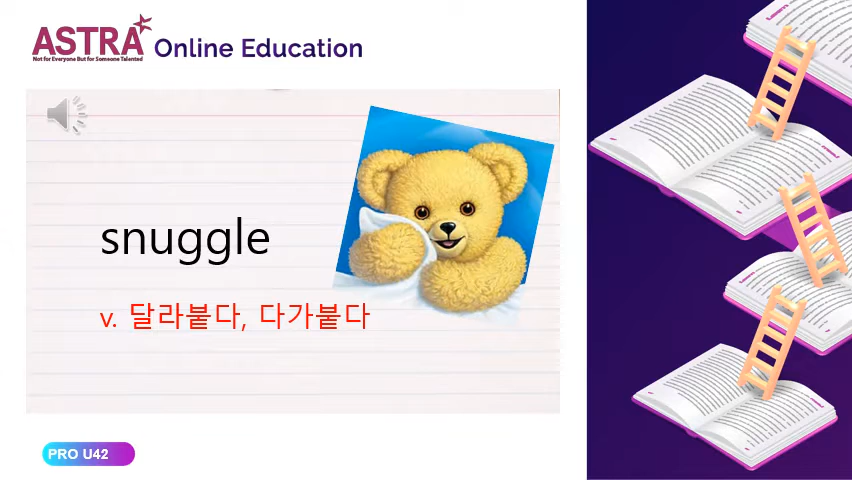 ASTRA
Online Education
Not for Everyone But for Someone Talented
snuggle
v. 달라붙다, 다가붙다
PRO U42